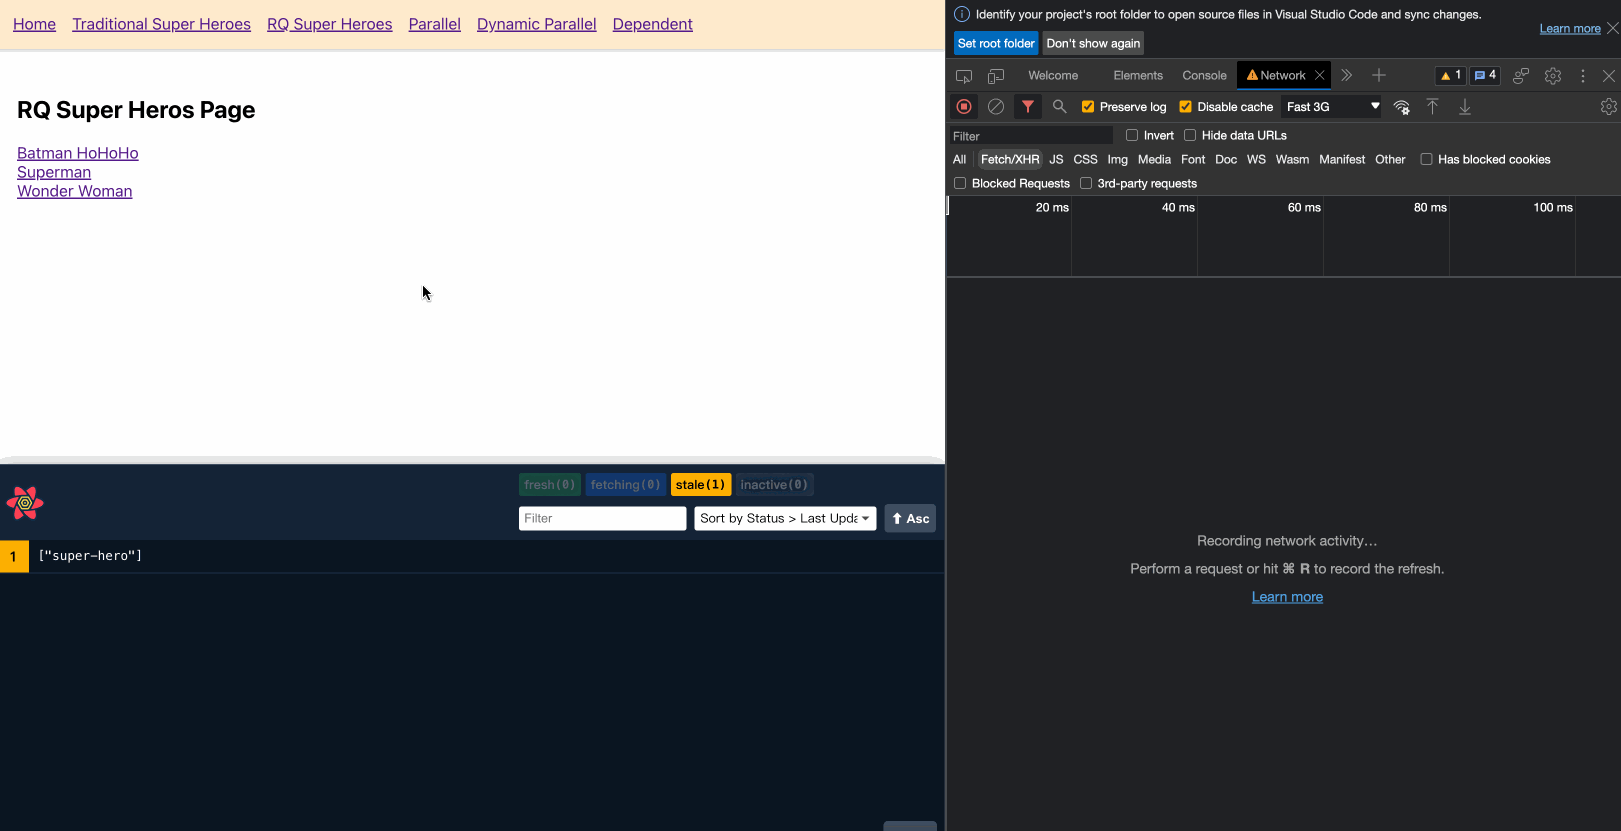 Home Traditional Super Heroes RQ Super Heroes Parallel Dynamic Parallel Dependent
RQ Super Heros Page
Batman HoHoHo
Superman
Wonder Woman
fresh(0) fetching(0) stale(1) inactive(0)
Filter Sort by Status > Last Upda Asc
1 ["super-hero"]
Identify your project's root folder to open source files in Visual Studio Code and sync changes.
Learn more
Set root folder Don't show again
Welcome Elements Console Network 1 4
Preserve log Disable cache Fast 3G
Filter Invert Hide data URLs
All Fetch/XHR JS CSS Img Media Font Doc WS Wasm Manifest Other Has blocked cookies
Blocked Requests 3rd-party requests
20 ms 40 ms 60 ms 80 ms 100 ms
Recording network activity…
Perform a request or hit ⌘ R to record the refresh.
Learn more